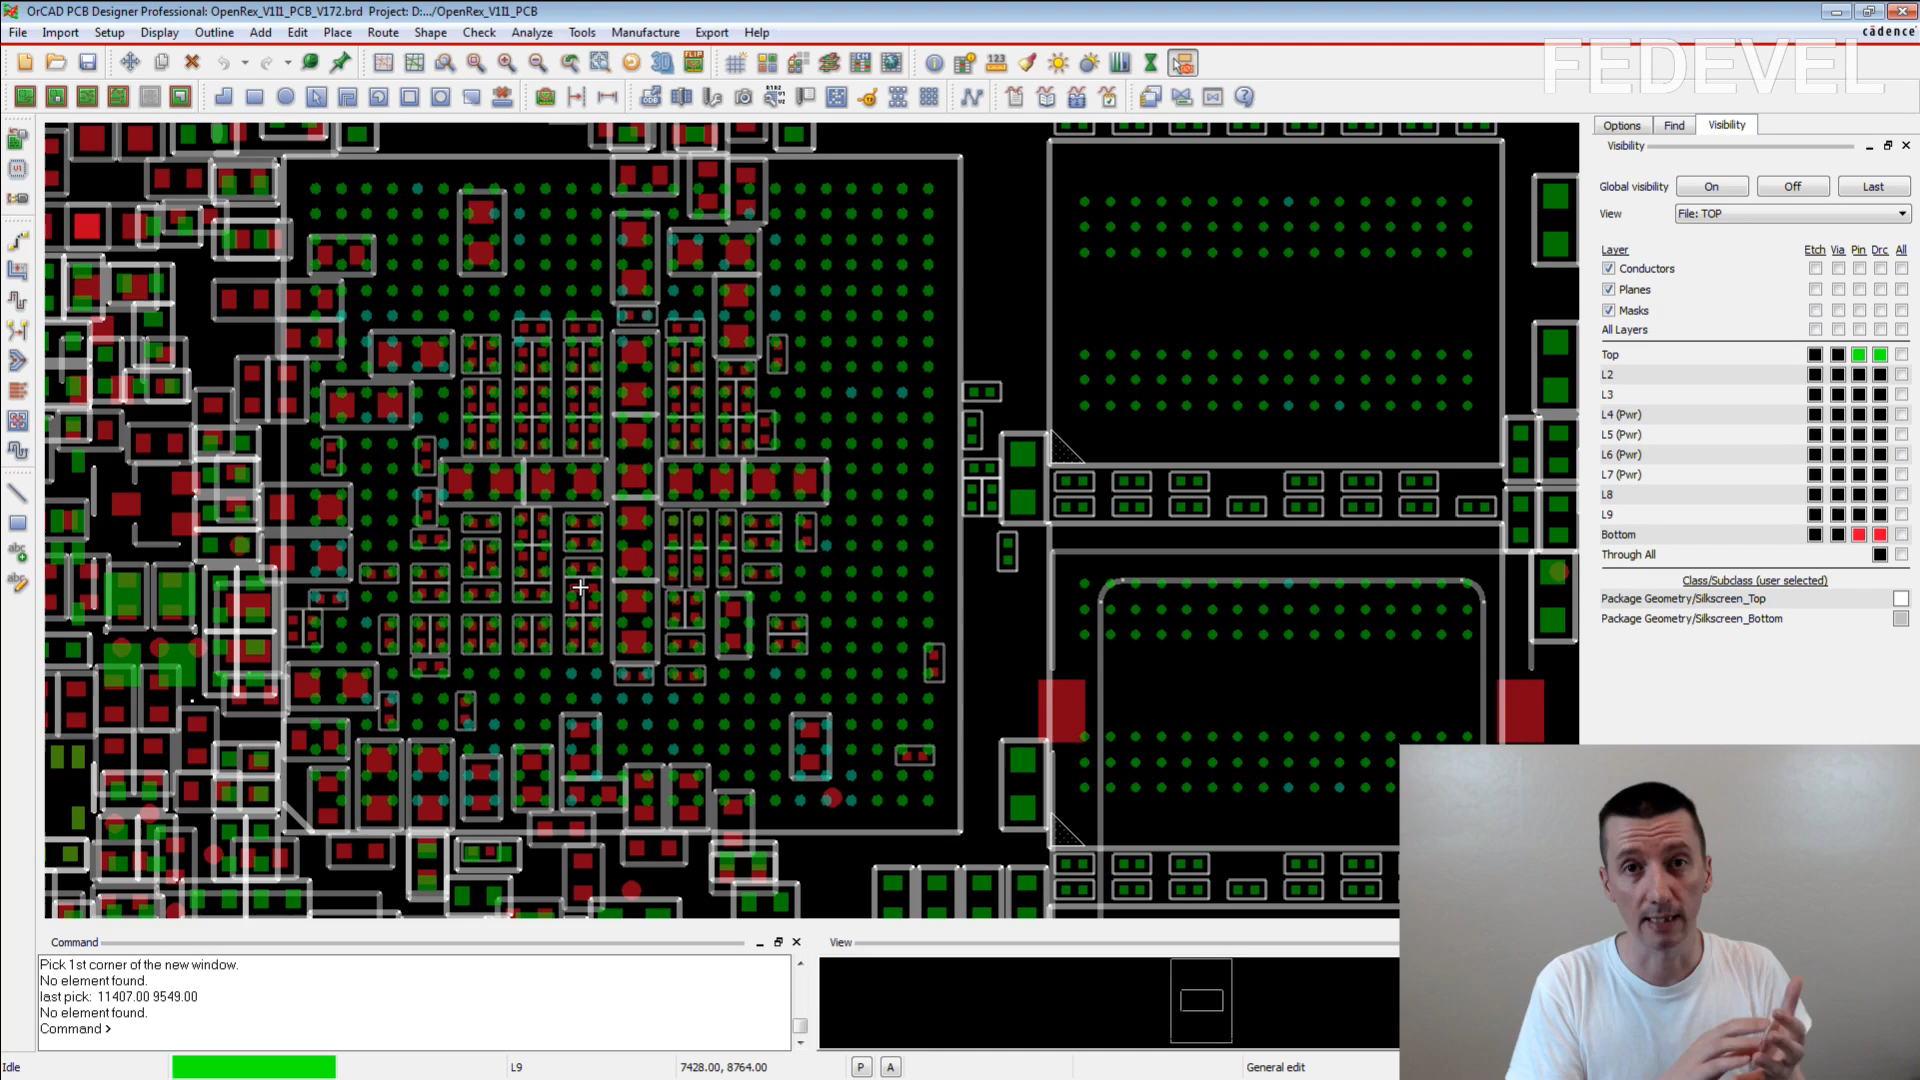 OrCAD PCB Designer Professional: OpenRex_V1I1_PCB_V172.brd Project: D:.../OpenRex_V1I1_PCB
File Import Setup Display Outline Add Edit Place Route Shape Check Analyze Tools Manufacture Export Help
cādence
FEDEVEL
Options Find Visibility
Visibility
Global visibility On Off Last
View File: TOP
Layer Etch Via Pin Drc All
Conductors
Planes
Masks
All Layers
Top
L2
L3
L4 (Pwr)
L5 (Pwr)
L6 (Pwr)
L7 (Pwr)
L8
L9
Bottom
Through All
Class/Subclass (user selected)
Package Geometry/Silkscreen_Top
Package Geometry/Silkscreen_Bottom
Command
Pick 1st corner of the new window.
No element found.
last pick: 11407.00 9549.00
No element found.
Command >
View
Idle L9 7428.00, 8764.00 P A General edit